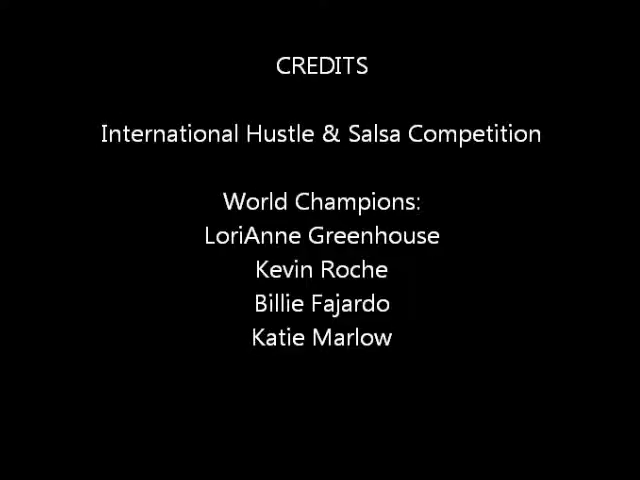 CREDITS
International Hustle & Salsa Competition
World Champions:
LoriAnne Greenhouse
Kevin Roche
Billie Fajardo
Katie Marlow